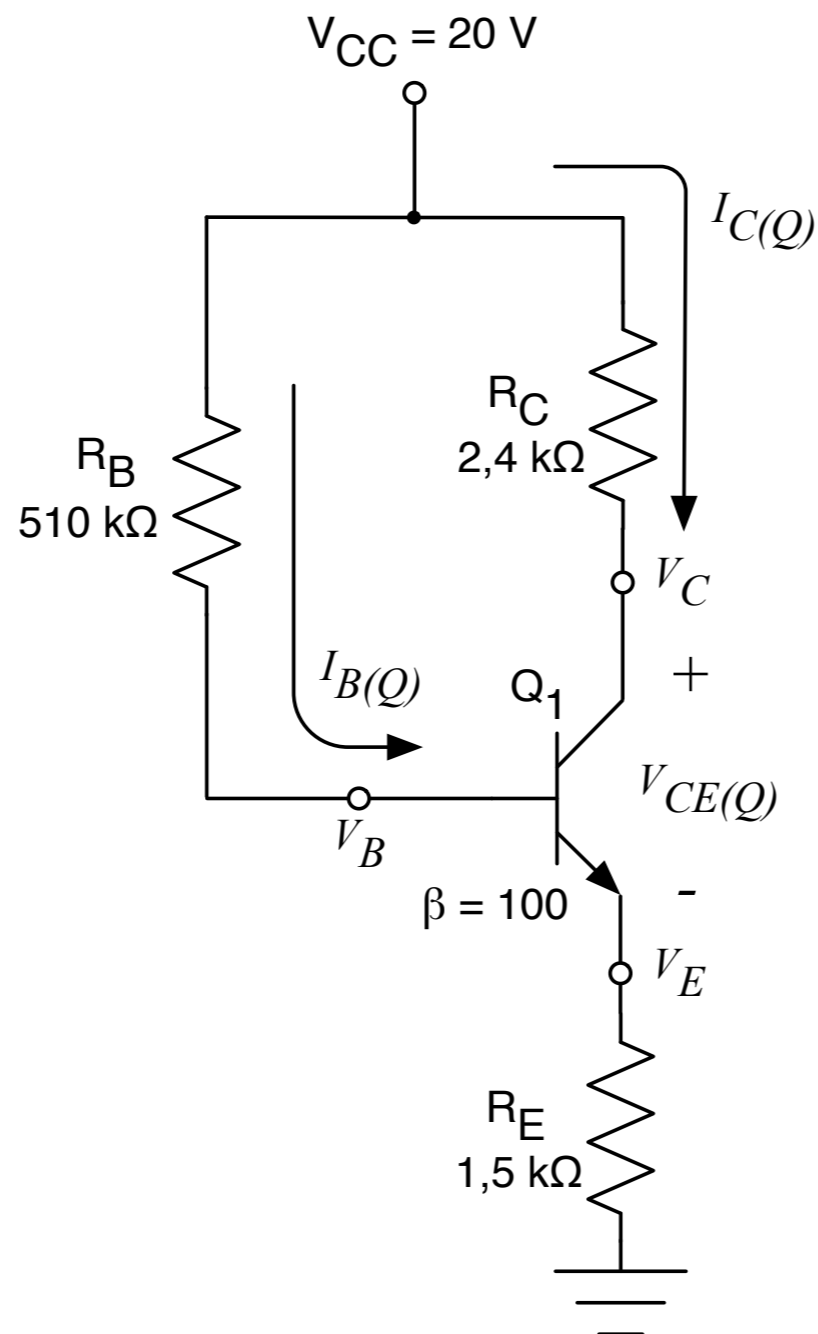 VCC = 20 V
IC(Q)
RC
2,4 kΩ
RB
510 kΩ
VC
+
IB(Q)
Q1
VCE(Q)
VB
β = 100
-
VE
RE
1,5 kΩ